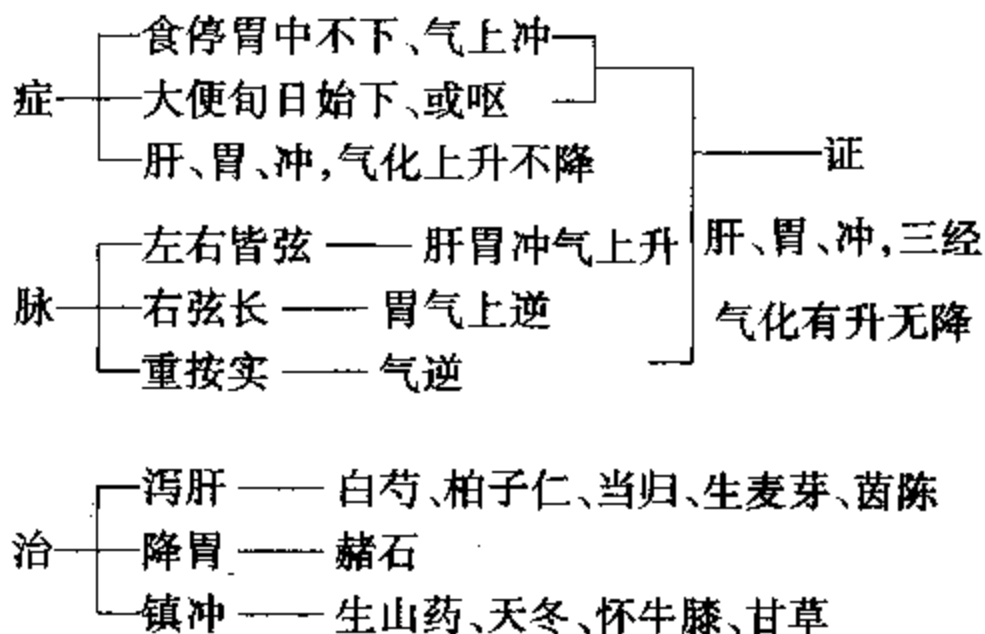 症
食停胃中不下、气上冲
大便旬日始下、或呕
肝、胃、冲,气化上升不降
证
肝、胃、冲,三经
气化有升无降
脉
左右皆弦 肝胃冲气上升
右弦长 胃气上逆
重按实 气逆
治
泻肝 白芍、柏子仁、当归、生麦芽、茵陈
降胃 赭石
镇冲 生山药、天冬、怀牛膝、甘草